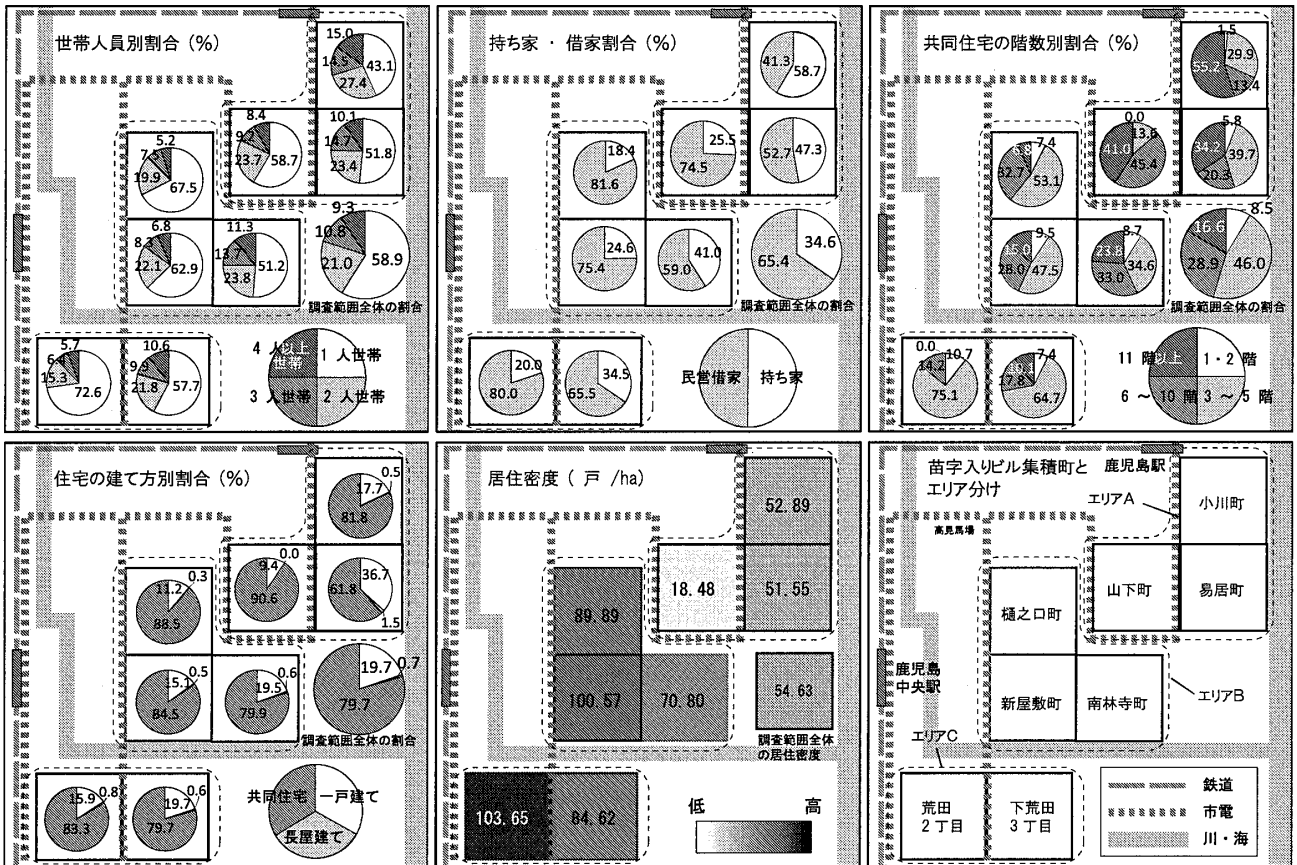 世帯人員別割合 (%)
15.0
14.5
43.1
27.4
8.4
9.2
23.7
58.7
10.1
14.7
51.8
23.4
5.2
7.5
19.9
67.5
6.8
8.3
22.1
62.9
11.3
13.7
51.2
23.8
9.3
10.8
21.0
58.9
調査範囲全体の割合
5.7
6.4
15.3
72.6
10.6
9.9
21.8
57.7
4 人以上
世帯
1 人世帯
3 人世帯
2 人世帯
持ち家 ・ 借家割合 (%)
41.3
58.7
25.5
74.5
52.7
47.3
18.4
81.6
24.6
75.4
41.0
59.0
34.6
65.4
調査範囲全体の割合
20.0
80.0
34.5
65.5
民営借家
持ち家
共同住宅の階数別割合 (%)
1.5
29.9
55.2
13.4
0.0
13.6
41.0
45.4
5.8
34.2
39.7
20.3
7.4
6.8
32.7
53.1
9.5
15.0
28.0
47.5
8.7
23.8
34.6
33.0
8.5
16.6
28.9
46.0
調査範囲全体の割合
0.0
10.7
14.2
75.1
7.4
10.1
17.8
64.7
11 階以上
1・2 階
6 ～ 10 階
3 ～ 5 階
住宅の建て方別割合 (%)
0.5
17.7
81.8
0.0
9.4
90.6
36.7
61.8
1.5
0.3
11.2
88.5
0.5
15.1
84.5
0.6
19.5
79.9
19.7
0.7
79.7
調査範囲全体の割合
0.8
15.9
83.3
0.6
19.7
79.7
共同住宅
一戸建て
長屋建て
居住密度 ( 戸 /ha)
52.89
18.48
51.55
89.89
100.57
70.80
54.63
調査範囲全体
の居住密度
103.65
84.62
低
高
苗字入りビル集積町と
エリア分け
鹿児島駅
エリアA
小川町
高見馬場
山下町
易居町
樋之口町
鹿児島
中央駅
新屋敷町
南林寺町
エリアB
エリアC
荒田
2丁目
下荒田
3丁目
鉄道
市電
川・海